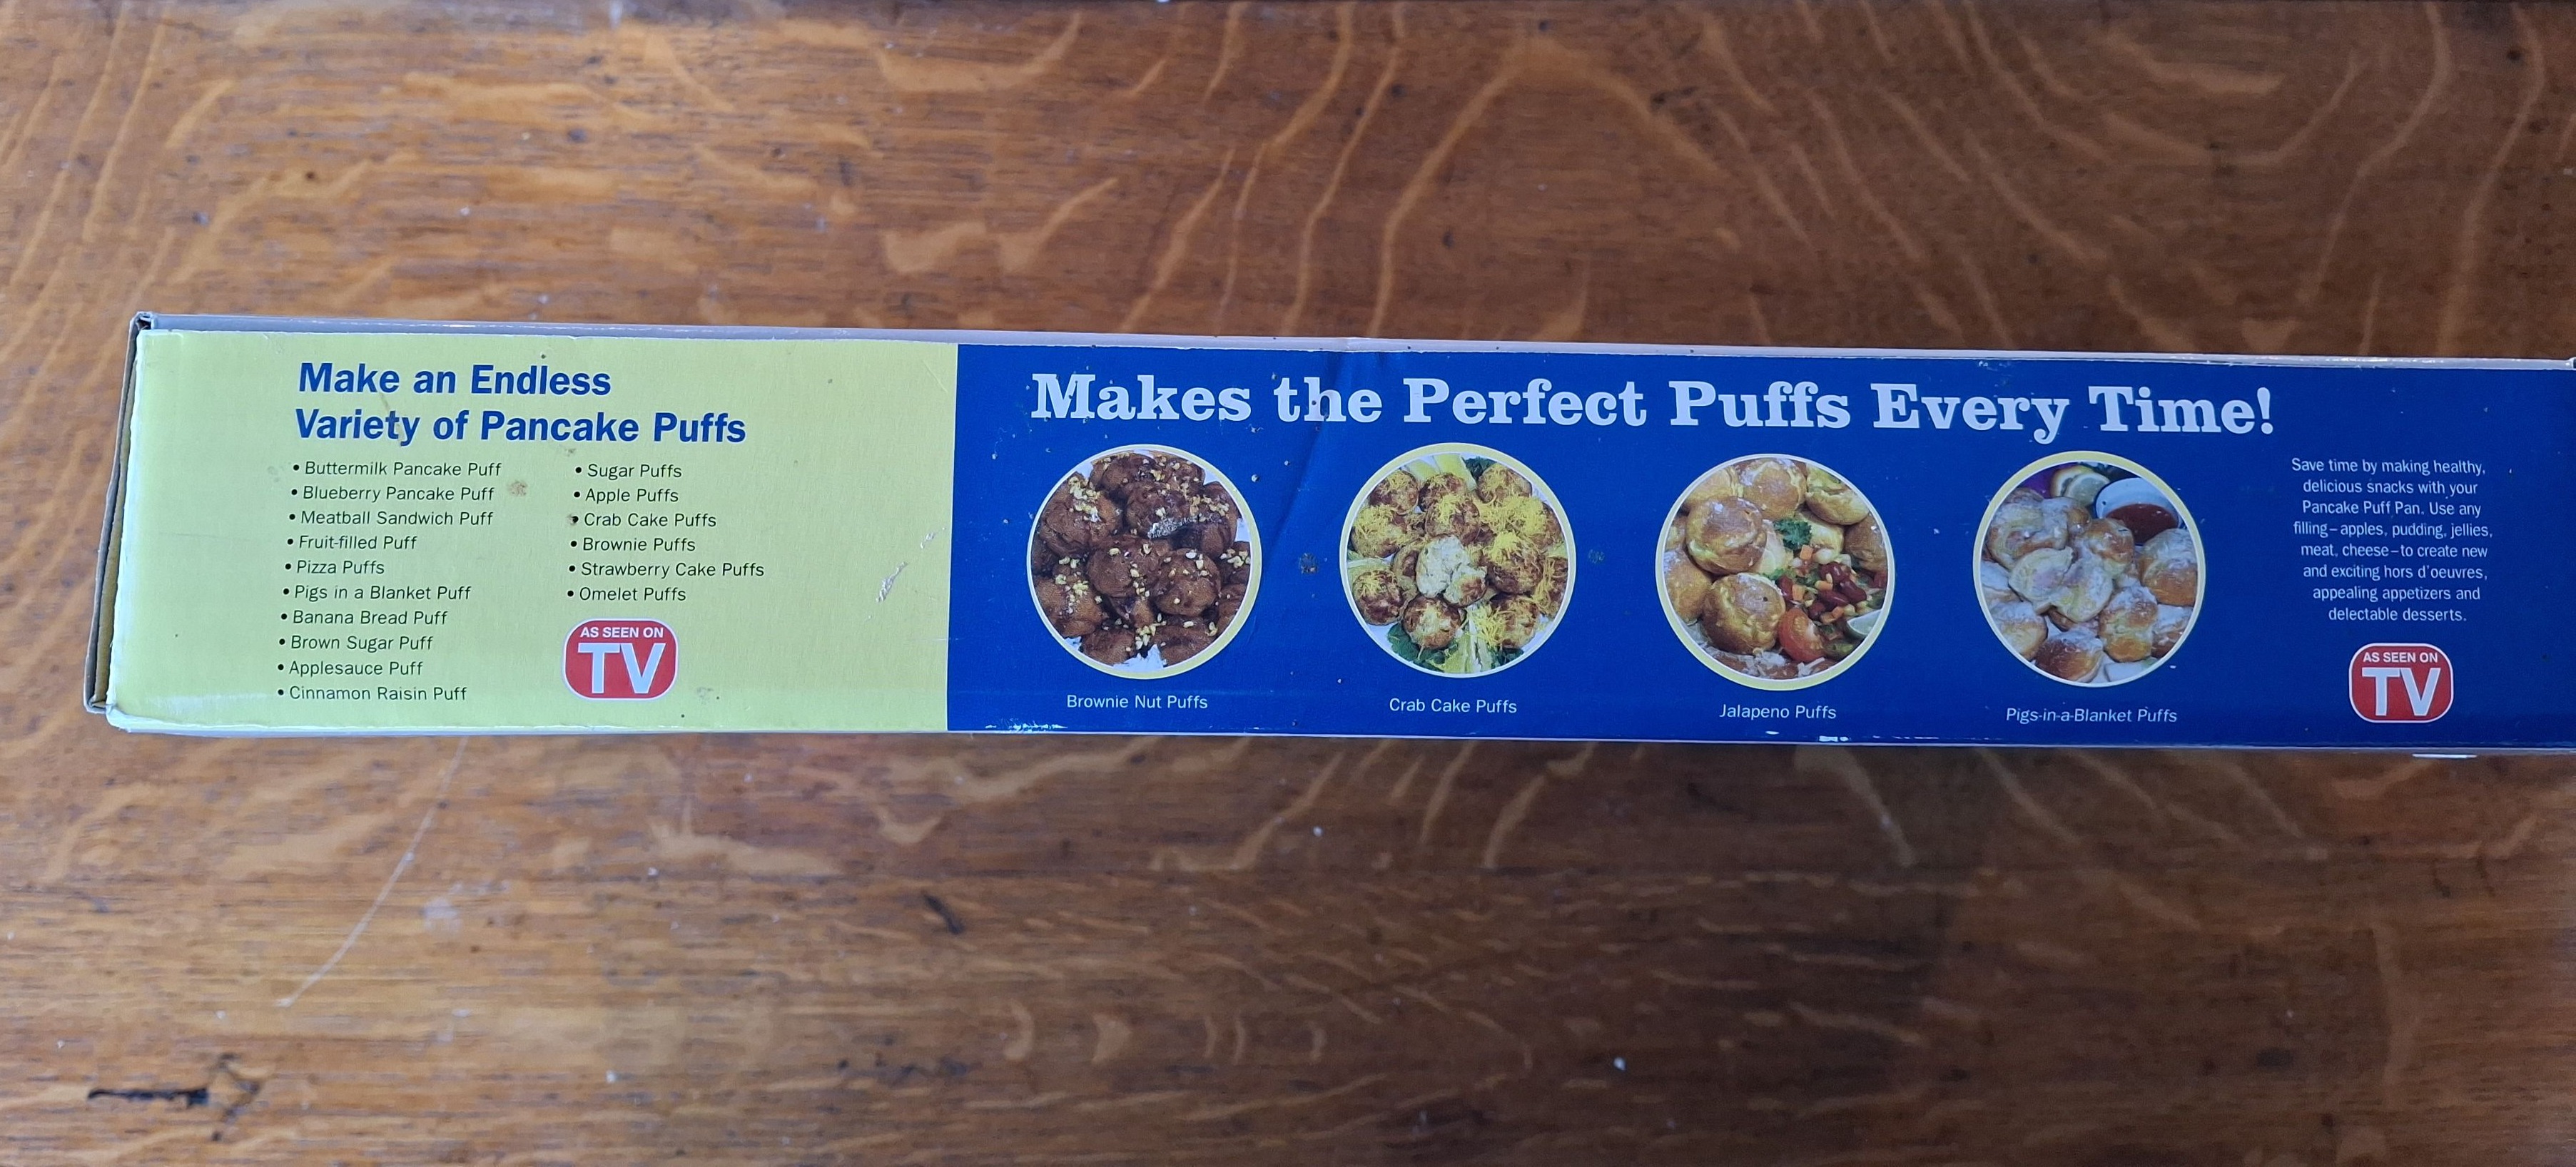 Make an Endless
Variety of Pancake Puffs
• Buttermilk Pancake Puff
• Blueberry Pancake Puff
• Meatball Sandwich Puff
• Fruit-filled Puff
• Pizza Puffs
• Pigs in a Blanket Puff
• Banana Bread Puff
• Brown Sugar Puff
• Applesauce Puff
• Cinnamon Raisin Puff
• Sugar Puffs
• Apple Puffs
• Crab Cake Puffs
• Brownie Puffs
• Strawberry Cake Puffs
• Omelet Puffs
AS SEEN ON
TV
Makes the Perfect Puffs Every Time!
Brownie Nut Puffs
Crab Cake Puffs
Jalapeno Puffs
Pigs-in-a-Blanket Puffs
Save time by making healthy,
delicious snacks with your
Pancake Puff Pan. Use any
filling–apples, pudding, jellies,
meat, cheese–to create new
and exciting hors d'oeuvres,
appealing appetizers and
delectable desserts.
AS SEEN ON
TV